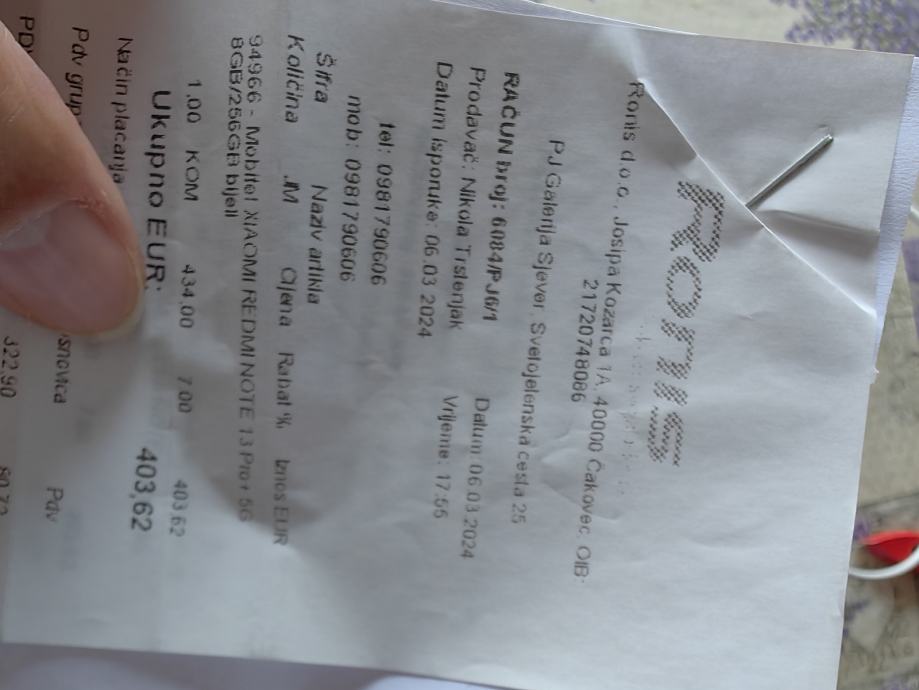 Ronis
Ronis d.o.o., Josipa Kozarca 1A, 40000 Čakovec, OIB:
21720748086
PJ Galerija Sjever, Svetojelenska cesta 25
RAČUN broj: 6084/PJ6/1
Datum: 06.03.2024
Prodavač: Nikola Trstenjak
Vrijeme: 17:55
Datum isporuke: 06.03.2024
tel: 0981790606
mob: 0981790606
Šifra Naziv artikla
Količina JM Cijena Rabat % Iznos EUR
94966 - Mobitel XIAOMI REDMI NOTE 13 Pro+ 5G
8GB/256GB bijeli
1,00 KOM 434,00 7,00 403,62
Ukupno EUR: 403,62
Način plaćanja
Pdv grup snovica Pdv
322,90 80,72